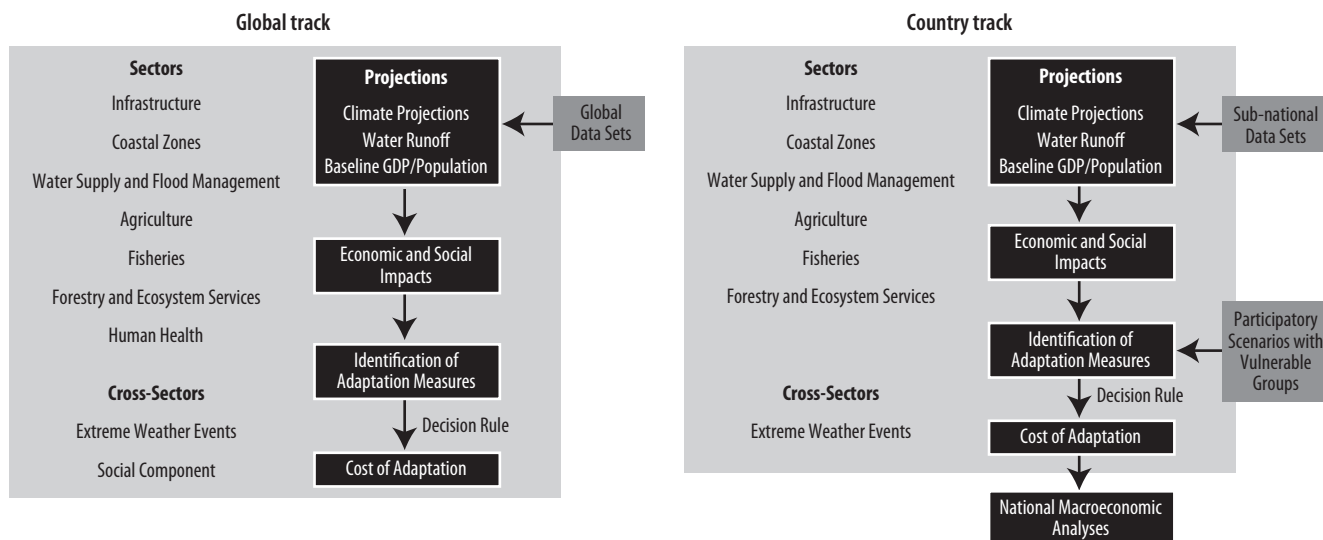 Global track
Sectors
Infrastructure
Coastal Zones
Water Supply and Flood Management
Agriculture
Fisheries
Forestry and Ecosystem Services
Human Health
Cross-Sectors
Extreme Weather Events
Social Component
Projections
Climate Projections
Water Runoff
Baseline GDP/Population
Global
Data Sets
Economic and Social
Impacts
Identification of
Adaptation Measures
Decision Rule
Cost of Adaptation
Country track
Sectors
Infrastructure
Coastal Zones
Water Supply and Flood Management
Agriculture
Fisheries
Forestry and Ecosystem Services
Cross-Sectors
Extreme Weather Events
Projections
Climate Projections
Water Runoff
Baseline GDP/Population
Sub-national
Data Sets
Economic and Social
Impacts
Identification of
Adaptation Measures
Participatory
Scenarios with
Vulnerable
Groups
Decision Rule
Cost of Adaptation
National Macroeconomic
Analyses